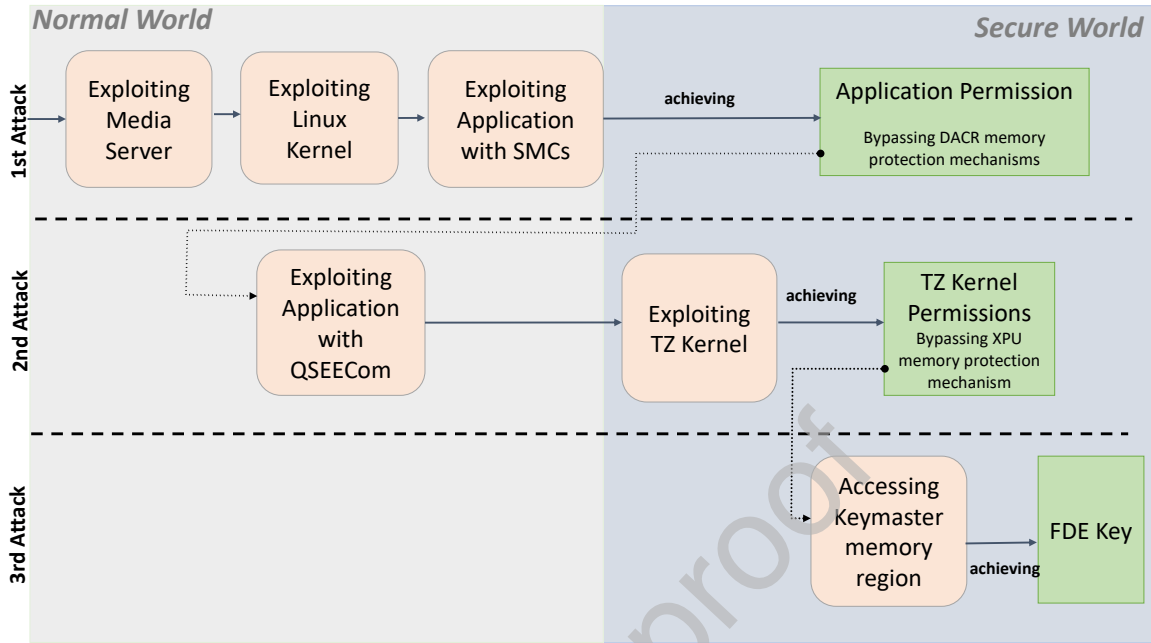 Normal World
Secure World
1st Attack
Exploiting
Media
Server
Exploiting
Linux
Kernel
Exploiting
Application
with SMCs
achieving
Application Permission
Bypassing DACR memory
protection mechanisms
2nd Attack
Exploiting
Application
with
QSEECom
Exploiting
TZ Kernel
achieving
TZ Kernel
Permissions
Bypassing XPU
memory protection
mechanism
3rd Attack
Accessing
Keymaster
memory
region
achieving
FDE Key
proof